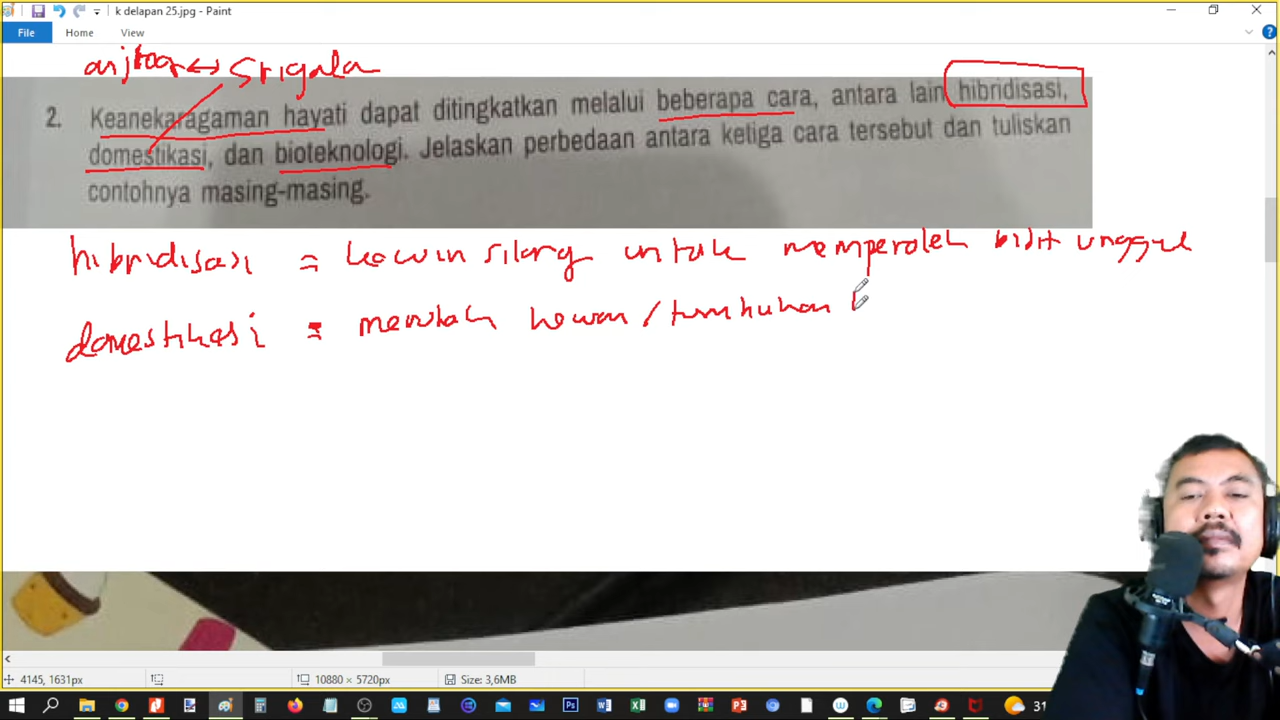 k delapan 25.jpg - Paint
File Home View
anjing ↔ Srigala
2. Keanekaragaman hayati dapat ditingkatkan melalui beberapa cara, antara lain hibridisasi,
domestikasi, dan bioteknologi. Jelaskan perbedaan antara ketiga cara tersebut dan tuliskan
contohnya masing-masing.
hibridisasi = kawin silang untuk memperoleh bibit unggul
domestikasi = merubah hewan / tumbuhan l
4145, 1631px 10880 × 5720px Size: 3,6MB
31